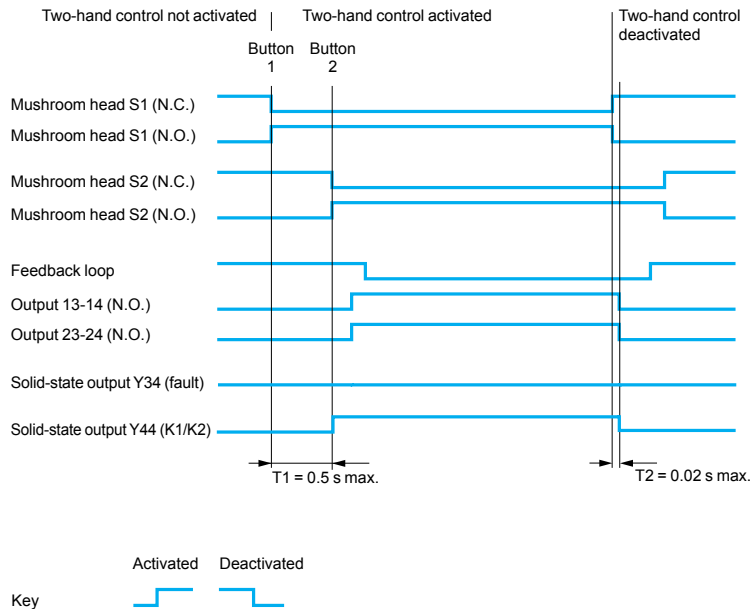 Two-hand control not activated
Two-hand control activated
Two-hand control
deactivated
Button
1
Button
2
Mushroom head S1 (N.C.)
Mushroom head S1 (N.O.)
Mushroom head S2 (N.C.)
Mushroom head S2 (N.O.)
Feedback loop
Output 13-14 (N.O.)
Output 23-24 (N.O.)
Solid-state output Y34 (fault)
Solid-state output Y44 (K1/K2)
T1 = 0.5 s max.
T2 = 0.02 s max.
Activated
Deactivated
Key